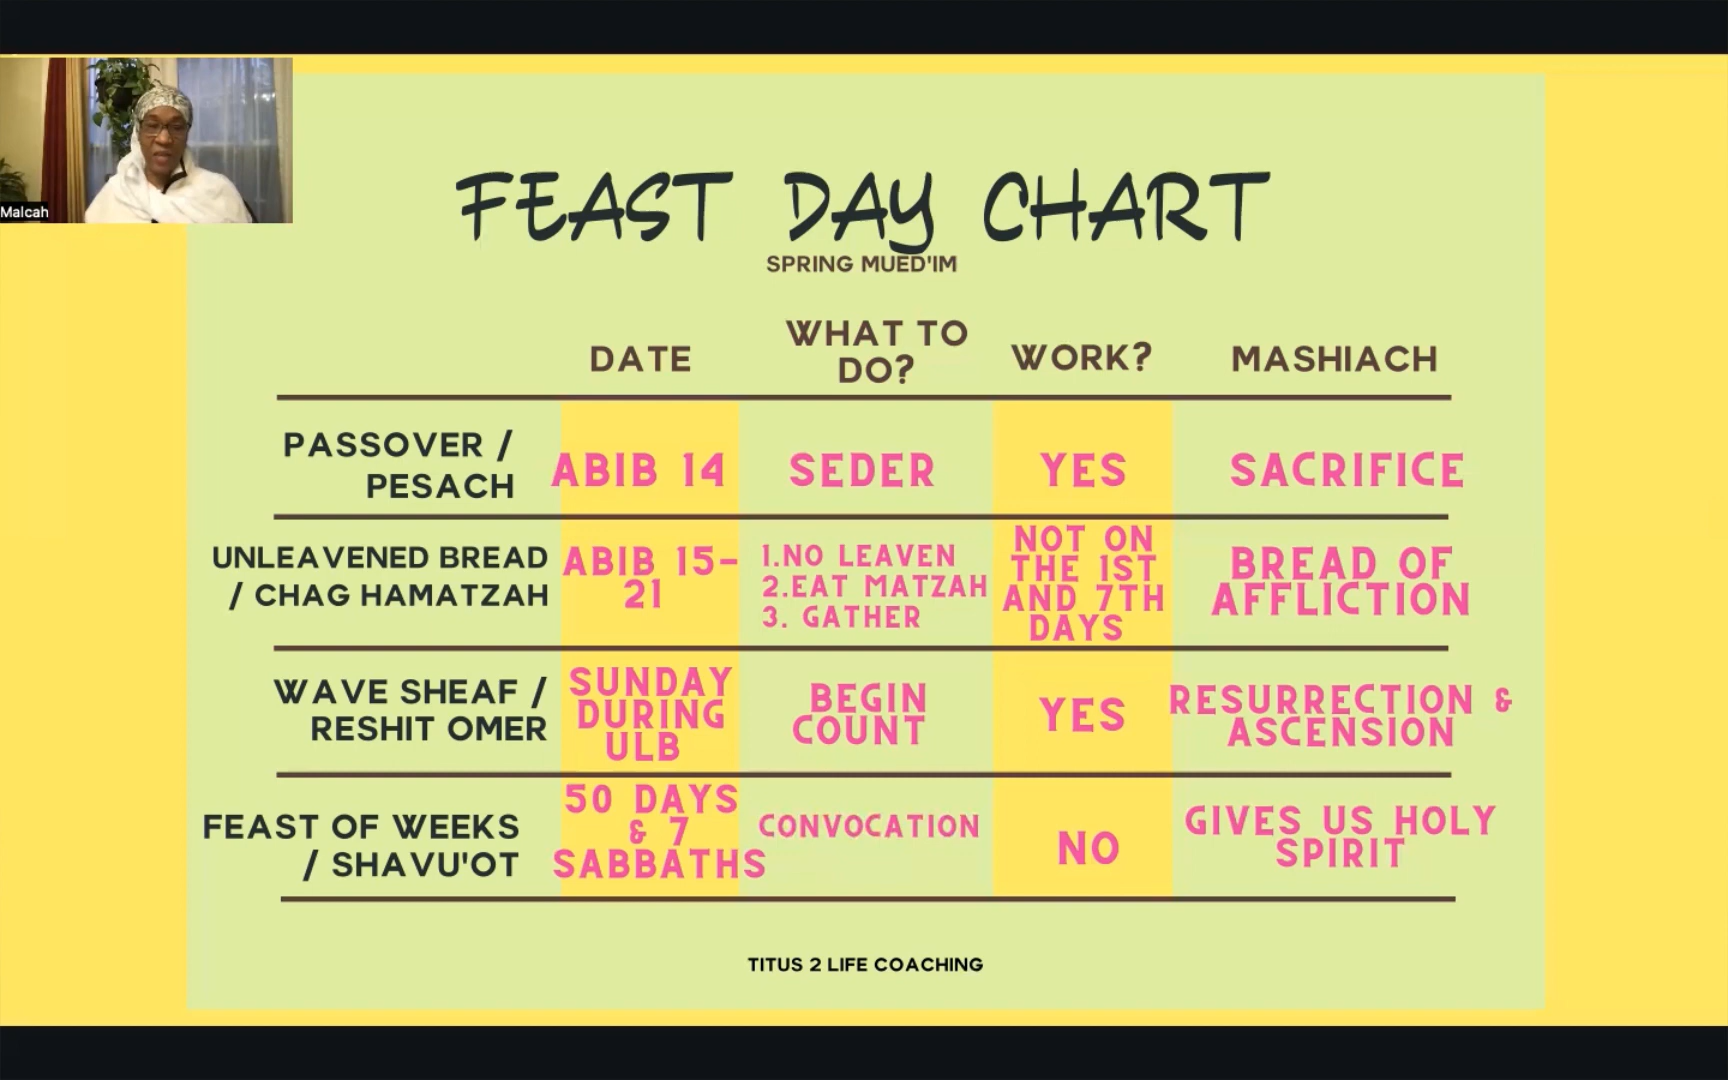 Malcah
FEAST DAY CHART
SPRING MUED'IM
DATE
WHAT TO
DO?
WORK?
MASHIACH
PASSOVER /
PESACH
ABIB 14
SEDER
YES
SACRIFICE
UNLEAVENED BREAD
/ CHAG HAMATZAH
ABIB 15-
21
1.NO LEAVEN
2.EAT MATZAH
3. GATHER
NOT ON
THE 1ST
AND 7TH
DAYS
BREAD OF
AFFLICTION
WAVE SHEAF /
RESHIT OMER
SUNDAY
DURING
ULB
BEGIN
COUNT
YES
RESURRECTION &
ASCENSION
FEAST OF WEEKS
/ SHAVU'OT
50 DAYS
& 7
SABBATHS
CONVOCATION
NO
GIVES US HOLY
SPIRIT
TITUS 2 LIFE COACHING